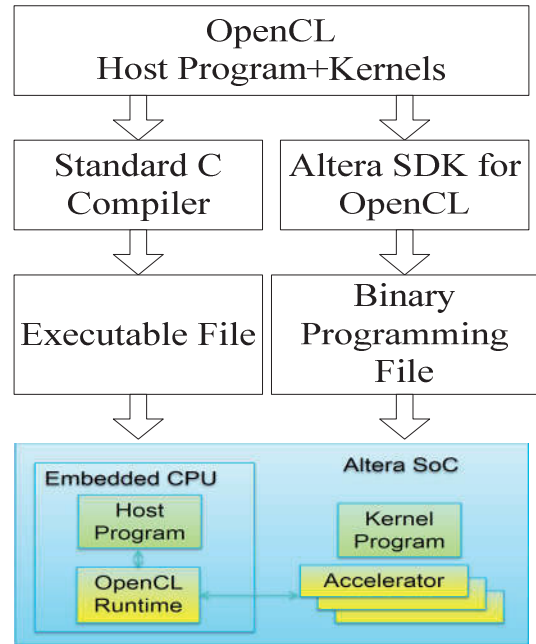 OpenCL
Host Program+Kernels
Standard C
Compiler
Altera SDK for
OpenCL
Executable File
Binary
Programming
File
Embedded CPU
Altera SoC
Host
Program
Kernel
Program
OpenCL
Runtime
Accelerator